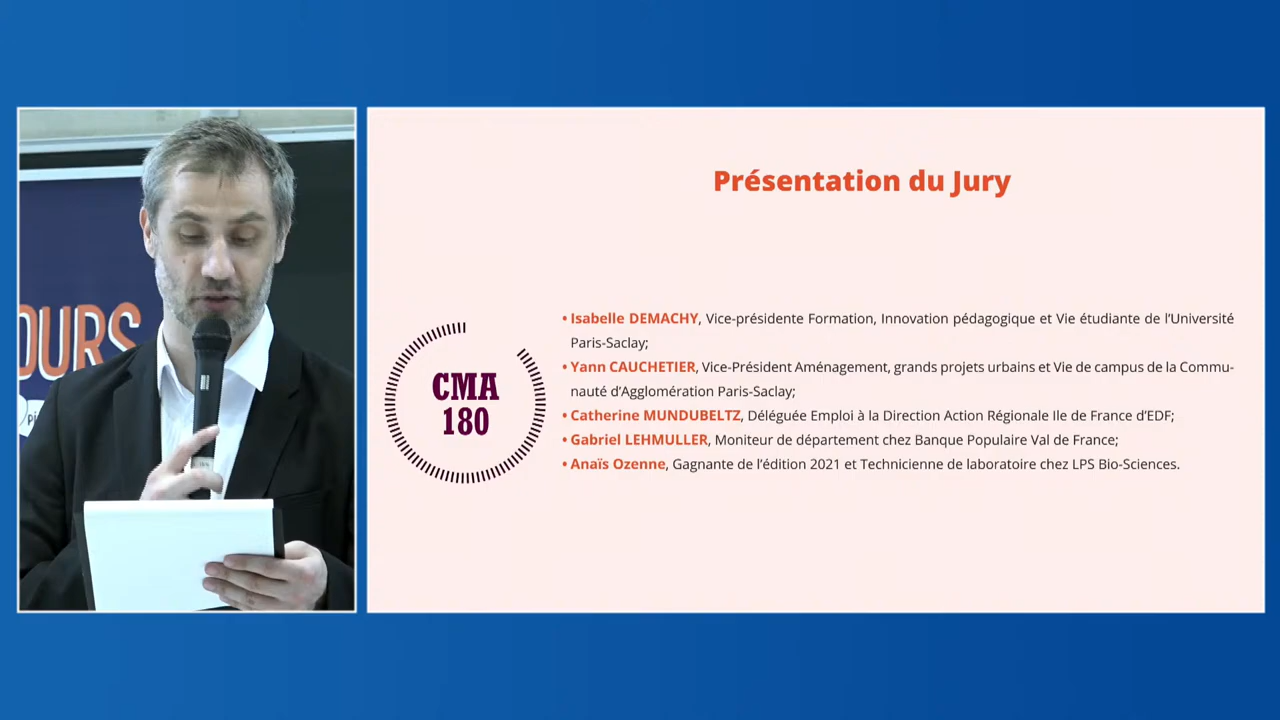 OURS
pi
Présentation du Jury
CMA
180
• Isabelle DEMACHY, Vice-présidente Formation, Innovation pédagogique et Vie étudiante de l'Université
Paris-Saclay;
• Yann CAUCHETIER, Vice-Président Aménagement, grands projets urbains et Vie de campus de la Commu-
nauté d'Agglomération Paris-Saclay;
• Catherine MUNDUBELTZ, Déléguée Emploi à la Direction Action Régionale Ile de France d'EDF;
• Gabriel LEHMULLER, Moniteur de département chez Banque Populaire Val de France;
• Anaïs Ozenne, Gagnante de l'édition 2021 et Technicienne de laboratoire chez LPS Bio-Sciences.